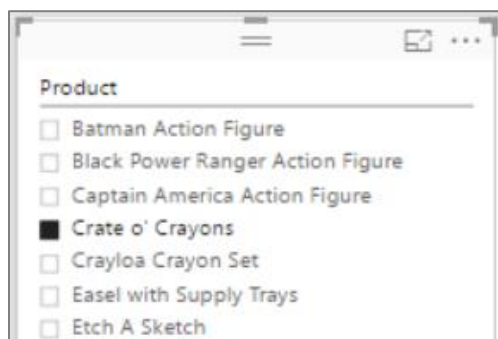 Product
Batman Action Figure
Black Power Ranger Action Figure
Captain America Action Figure
Crate o' Crayons
Crayloa Crayon Set
Easel with Supply Trays
Etch A Sketch